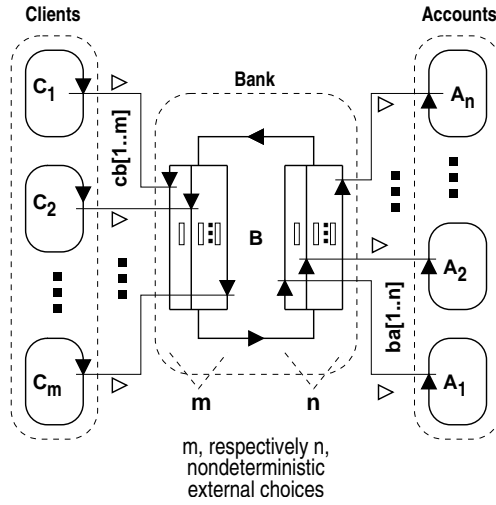 Clients
Accounts
Bank
C1
C2
Cm
cb[1..m]
B
An
A2
A1
ba[1..n]
m
n
m, respectively n,
nondeterministic
external choices